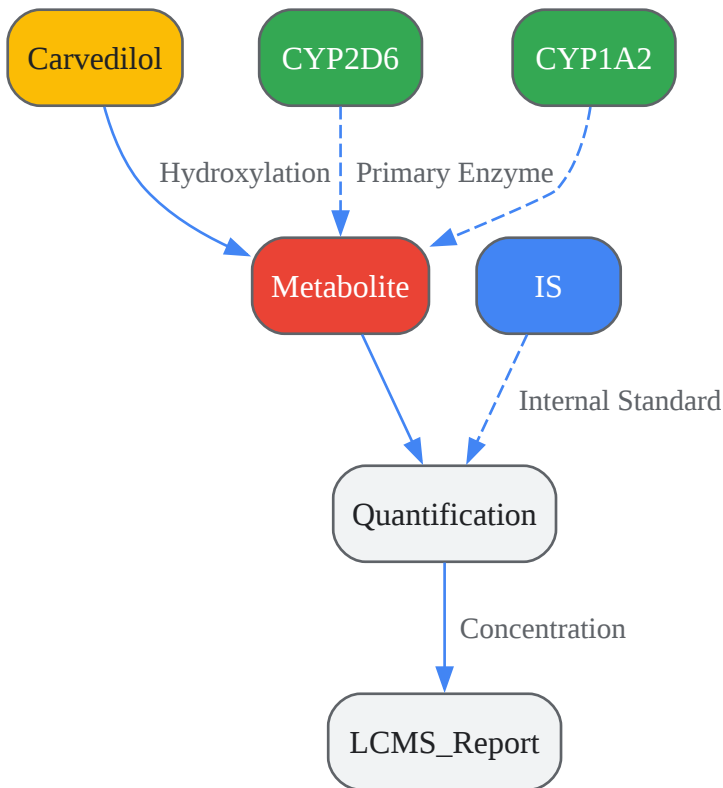 Carvedilol
CYP2D6
CYP1A2
Hydroxylation
Primary Enzyme
Metabolite
IS
Internal Standard
Quantification
Concentration
LCMS_Report